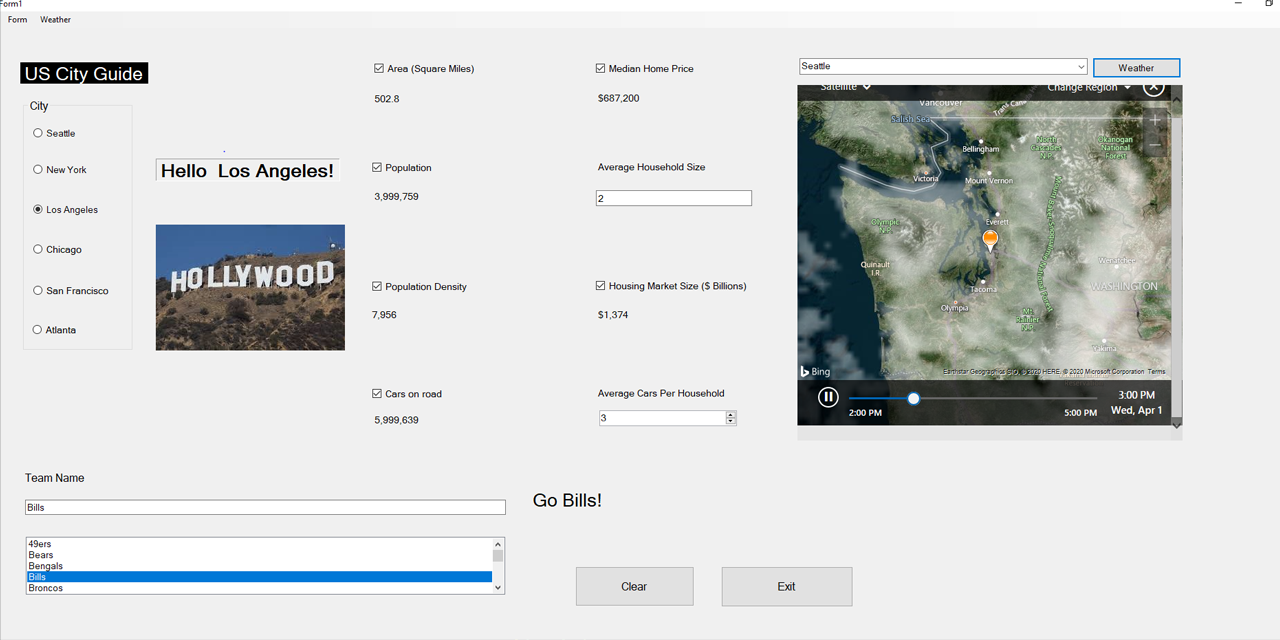 Form1
Form Weather
US City Guide
City
Seattle
New York
Los Angeles
Chicago
San Francisco
Atlanta
Hello  Los Angeles!
HOLLYWOOD
Area (Square Miles)
502.8
Population
3,999,759
Population Density
7,956
Cars on road
5,999,639
Median Home Price
$687,200
Average Household Size
2
Housing Market Size ($ Billions)
$1,374
Average Cars Per Household
3
Seattle
Weather
Satellite
Change Region
Vancouver
Trans Can
Salish Sea
Bellingham
North
Cascades
N.P.
Okanogan
National
Forest
Victoria
Mount Vernon
Olympic
N.P.
Everett
Quinault
I.R.
Wenatchee
Tacoma
WASHINGTON
Olympia
Mt
Rainier
N.P.
Yakima
Bing
Earthstar Geographics SIO, © 2020 HERE, © 2020 Microsoft Corporation Terms
2:00 PM
5:00 PM
3:00 PM
Wed, Apr 1
Team Name
Bills
49ers
Bears
Bengals
Bills
Broncos
Go Bills!
Clear
Exit